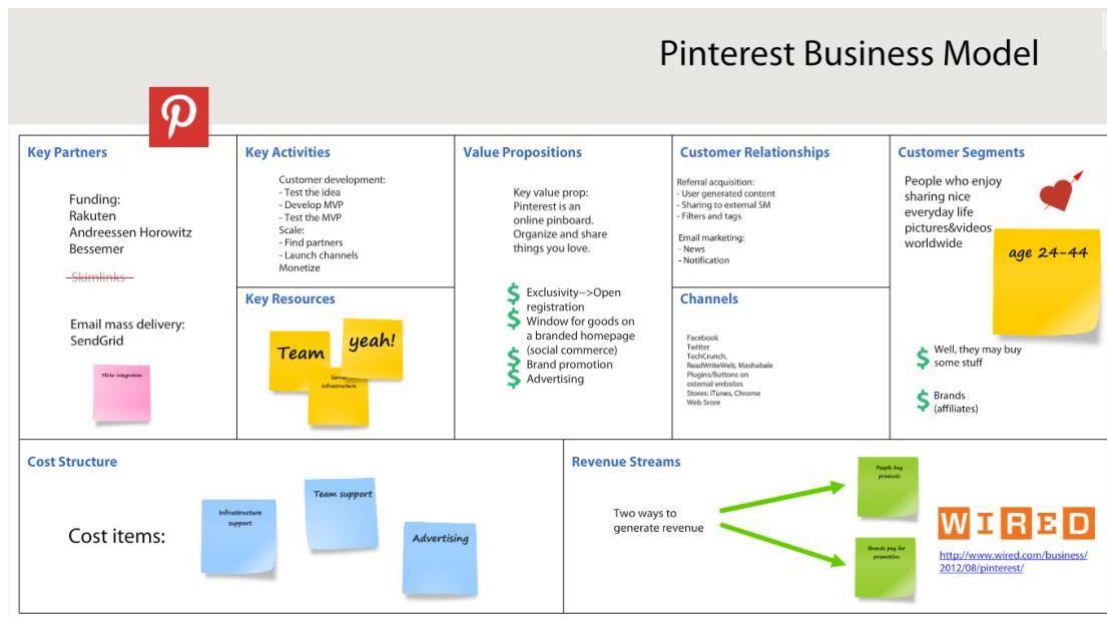 Pinterest Business Model
Key Partners
Funding:
Rakuten
Andreessen Horowitz
Bessemer
Skimlinks
Email mass delivery:
SendGrid
integration
Key Activities
Customer development:
- Test the idea
- Develop MVP
- Test the MVP
Scale:
- Find partners
- Launch channels
Monetize
Key Resources
Team
yeah!
Server
infrastructure
Value Propositions
Key value prop:
Pinterest is an
online pinboard.
Organize and share
things you love.
$ Exclusivity-->Open
registration
$ Window for goods on
a branded homepage
$ (social commerce)
Brand promotion
$ Advertising
Customer Relationships
Referral acquisition:
- User generated content
- Sharing to external SM
- Filters and tags
Email marketing:
- News
- Notification
Channels
Facebook
Twitter
TechCrunch,
ReadWriteWeb, Mashabale
Plugins/Buttons on
external websites
Stores: iTunes, Chrome
Web Srore
Customer Segments
People who enjoy
sharing nice
everyday life
pictures&videos
worldwide
age 24-44
$ Well, they may buy
some stuff
$ Brands
(affiliates)
Cost Structure
Cost items:
Infrastructure
support
Team support
Advertising
Revenue Streams
Two ways to
generate revenue
People buy
products
Brands pay for
promotion
WIRED
http://www.wired.com/business/
2012/08/pinterest/